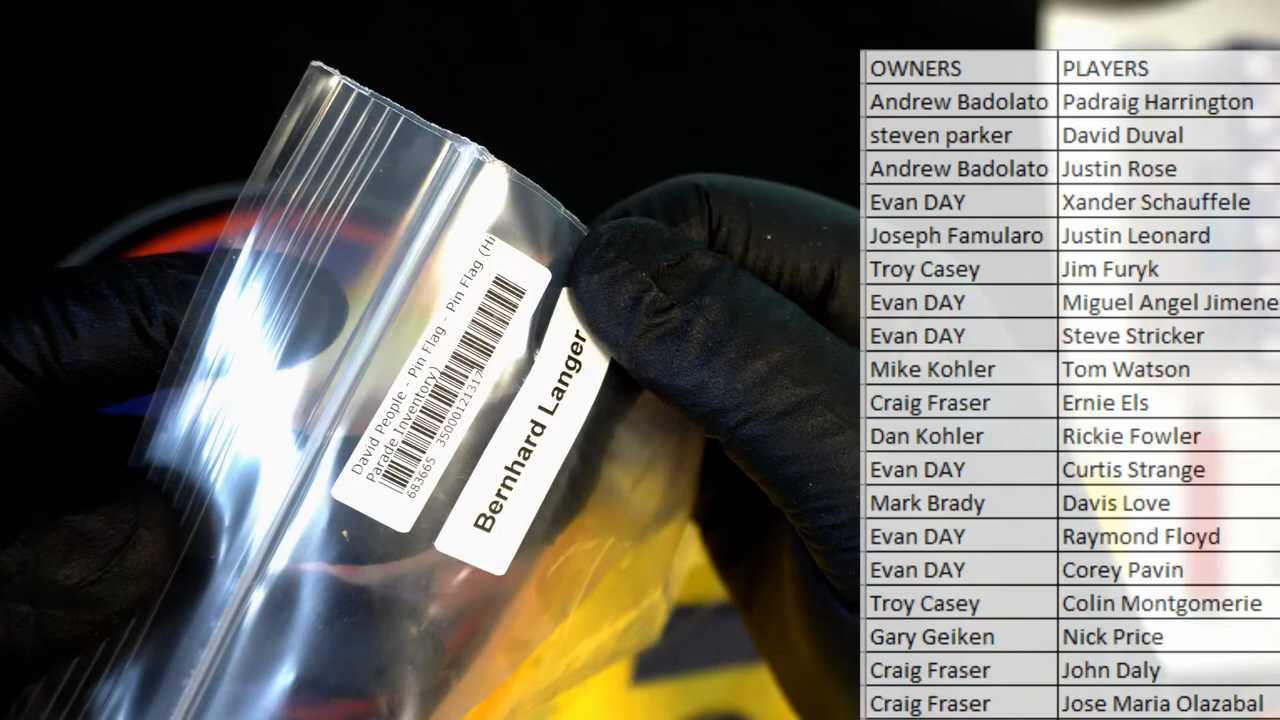 David People - Pin Flag - Pin Flag (Hi
Parade Inventory)
683665 350001213
Bernhard Langer
OWNERS PLAYERS
Andrew Badolato Padraig Harrington
steven parker David Duval
Andrew Badolato Justin Rose
Evan DAY Xander Schauffele
Joseph Famularo Justin Leonard
Troy Casey Jim Furyk
Evan DAY Miguel Angel Jimene
Evan DAY Steve Stricker
Mike Kohler Tom Watson
Craig Fraser Ernie Els
Dan Kohler Rickie Fowler
Evan DAY Curtis Strange
Mark Brady Davis Love
Evan DAY Raymond Floyd
Evan DAY Corey Pavin
Troy Casey Colin Montgomerie
Gary Geiken Nick Price
Craig Fraser John Daly
Craig Fraser Jose Maria Olazabal